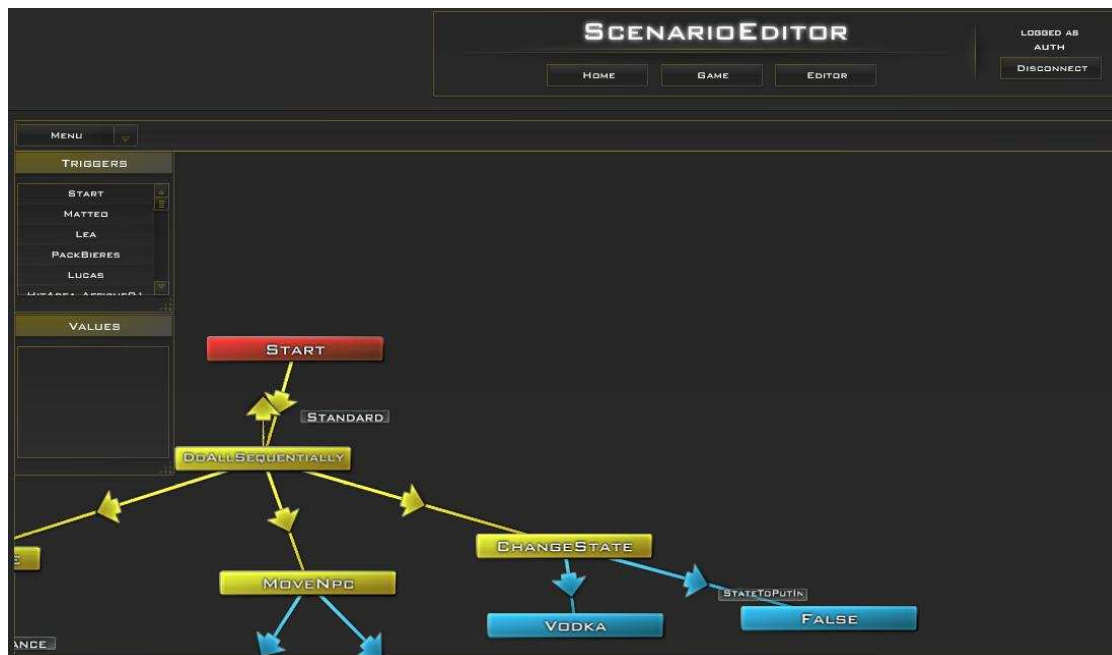 ScenarioEditor
Logged as
auth
Home
Game
Editor
Disconnect
Menu
Triggers
Start
Matteo
Lea
PackBieres
Lucas
Values
Start
Standard
DoAllSequentially
ChangeState
MoveNpc
StateToPutIn
Vodka
False